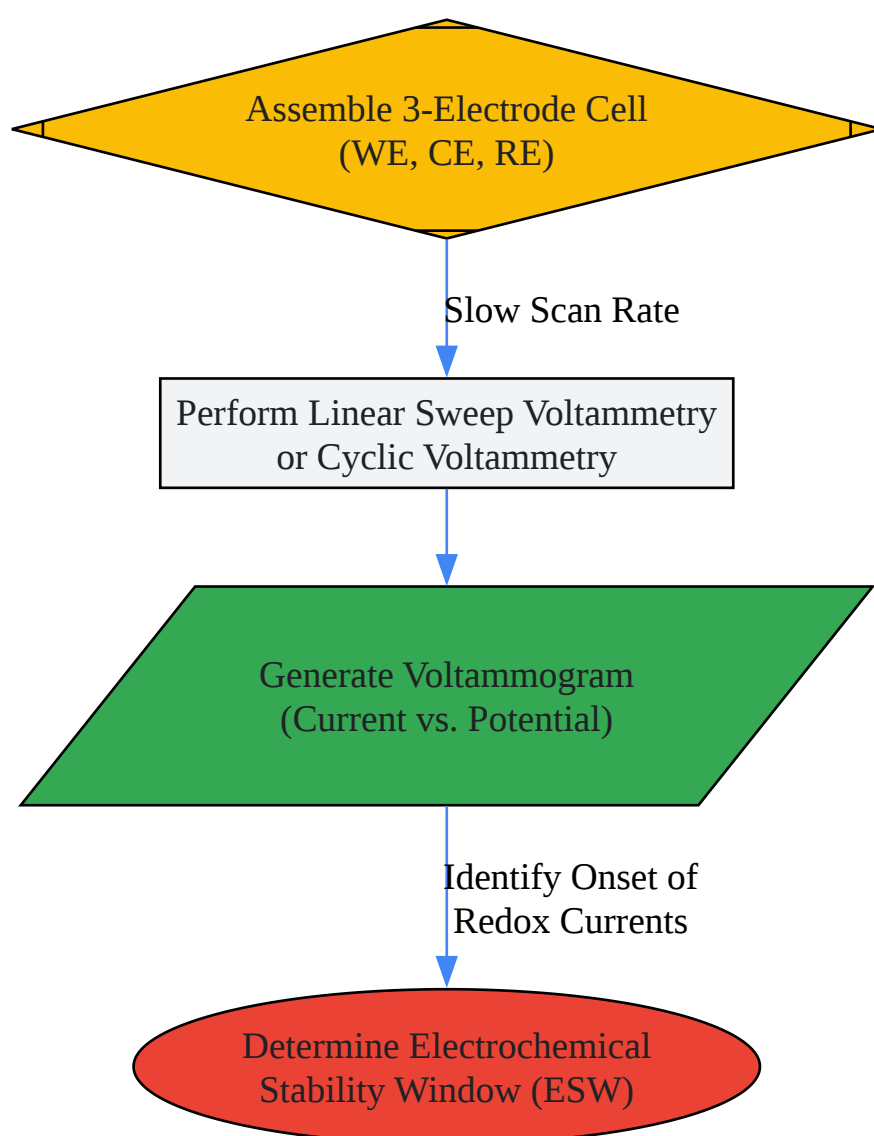 Assemble 3-Electrode Cell
(WE, CE, RE)
Slow Scan Rate
Perform Linear Sweep Voltammetry
or Cyclic Voltammetry
Generate Voltammogram
(Current vs. Potential)
Identify Onset of
Redox Currents
Determine Electrochemical
Stability Window (ESW)